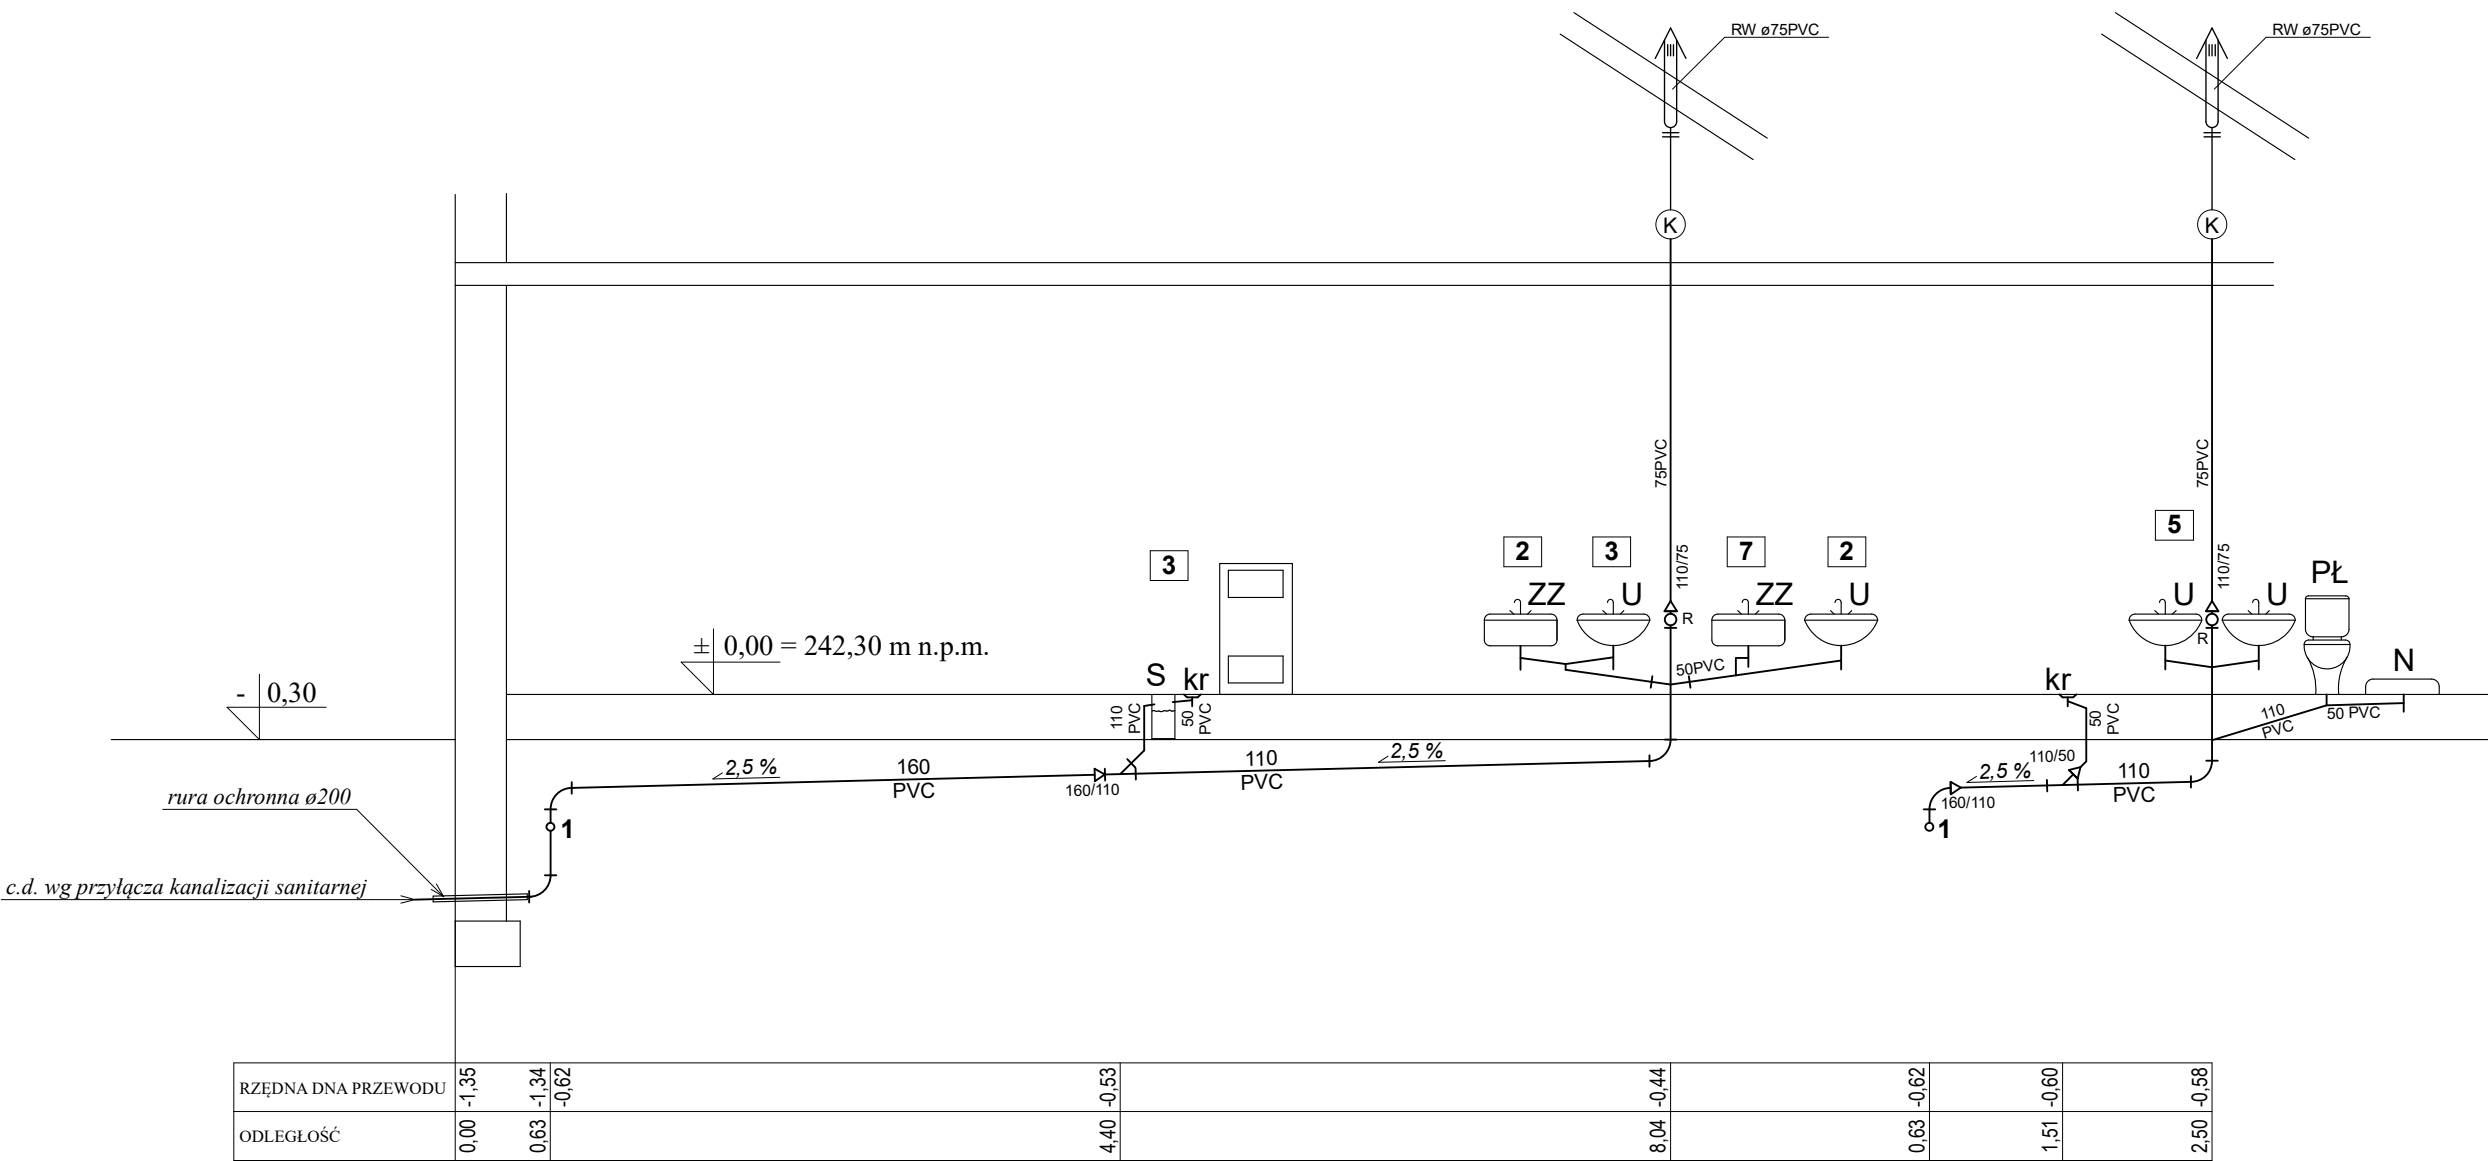 RW ø75PVC
RW ø75PVC
K
K
75PVC
75PVC
5
3
2
3
7
2
110/75
110/75
PŁ
ZZ
U
ZZ
U
U
U
R
R
± 0,00 = 242,30 m n.p.m.
S
kr
50PVC
kr
N
- 0,30
110
PVC
50
PVC
50
PVC
110
PVC
50 PVC
2,5 %
160
PVC
160/110
110
PVC
2,5 %
110/50
2,5 %
110
PVC
160/110
rura ochronna ø200
1
1
c.d. wg przyłącza kanalizacji sanitarnej
RZĘDNA DNA PRZEWODU -1,35 -1,34 -0,62 -0,53 -0,44 -0,62 -0,60 -0,58
ODLEGŁOŚĆ 0,00 0,63 4,40 8,04 0,63 1,51 2,50